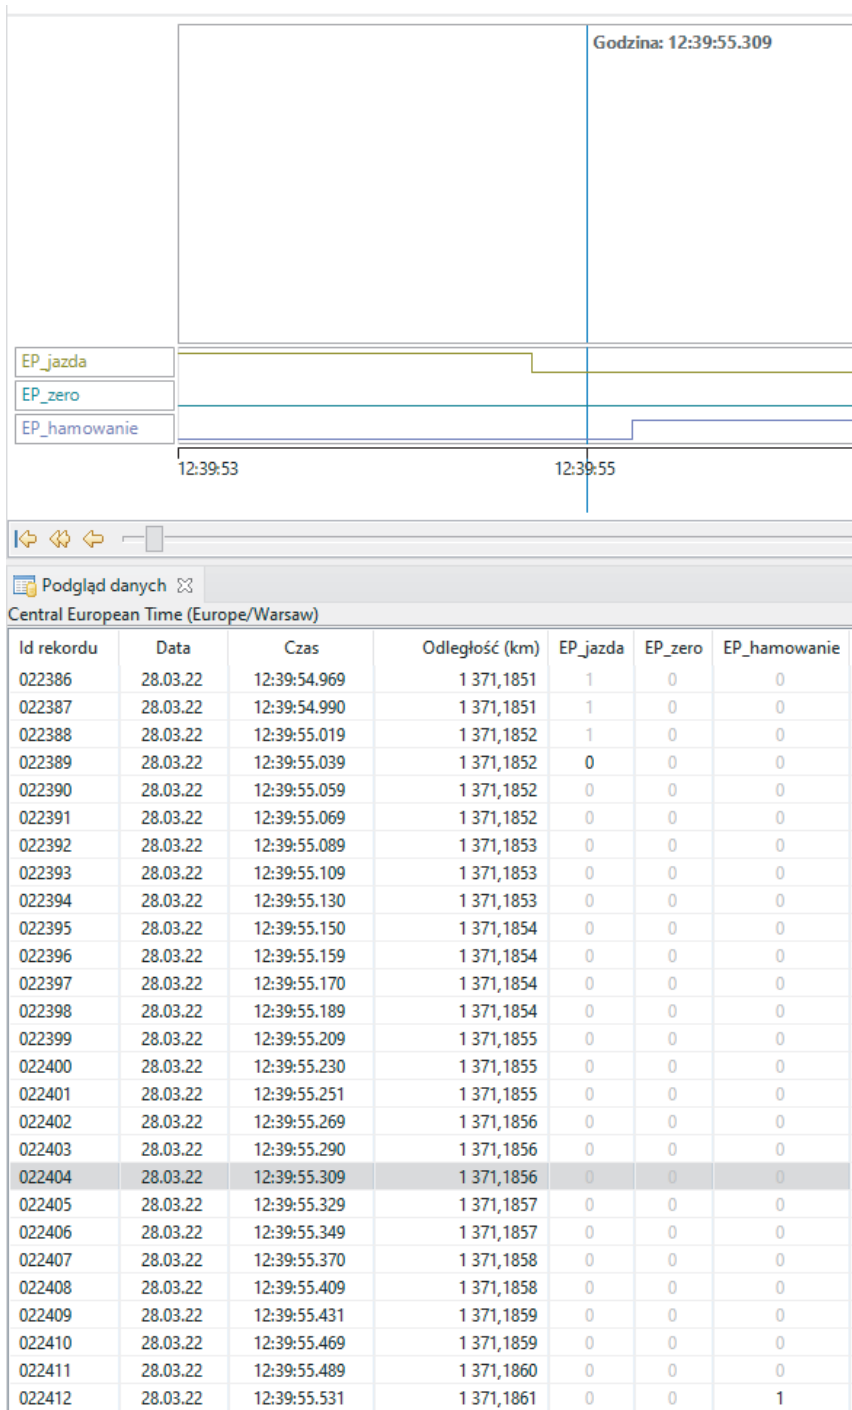 Godzina: 12:39:55.309
EP_jazda
EP_zero
EP_hamowanie
12:39:53 12:39:55
Podgląd danych
Central European Time (Europe/Warsaw)
Id rekordu Data Czas Odległość (km) EP_jazda EP_zero EP_hamowanie
022386 28.03.22 12:39:54.969 1 371,1851 1 0 0
022387 28.03.22 12:39:54.990 1 371,1851 1 0 0
022388 28.03.22 12:39:55.019 1 371,1852 1 0 0
022389 28.03.22 12:39:55.039 1 371,1852 0 0 0
022390 28.03.22 12:39:55.059 1 371,1852 0 0 0
022391 28.03.22 12:39:55.069 1 371,1852 0 0 0
022392 28.03.22 12:39:55.089 1 371,1853 0 0 0
022393 28.03.22 12:39:55.109 1 371,1853 0 0 0
022394 28.03.22 12:39:55.130 1 371,1853 0 0 0
022395 28.03.22 12:39:55.150 1 371,1854 0 0 0
022396 28.03.22 12:39:55.159 1 371,1854 0 0 0
022397 28.03.22 12:39:55.170 1 371,1854 0 0 0
022398 28.03.22 12:39:55.189 1 371,1854 0 0 0
022399 28.03.22 12:39:55.209 1 371,1855 0 0 0
022400 28.03.22 12:39:55.230 1 371,1855 0 0 0
022401 28.03.22 12:39:55.251 1 371,1855 0 0 0
022402 28.03.22 12:39:55.269 1 371,1856 0 0 0
022403 28.03.22 12:39:55.290 1 371,1856 0 0 0
022404 28.03.22 12:39:55.309 1 371,1856 0 0 0
022405 28.03.22 12:39:55.329 1 371,1857 0 0 0
022406 28.03.22 12:39:55.349 1 371,1857 0 0 0
022407 28.03.22 12:39:55.370 1 371,1858 0 0 0
022408 28.03.22 12:39:55.409 1 371,1858 0 0 0
022409 28.03.22 12:39:55.431 1 371,1859 0 0 0
022410 28.03.22 12:39:55.469 1 371,1859 0 0 0
022411 28.03.22 12:39:55.489 1 371,1860 0 0 0
022412 28.03.22 12:39:55.531 1 371,1861 0 0 1